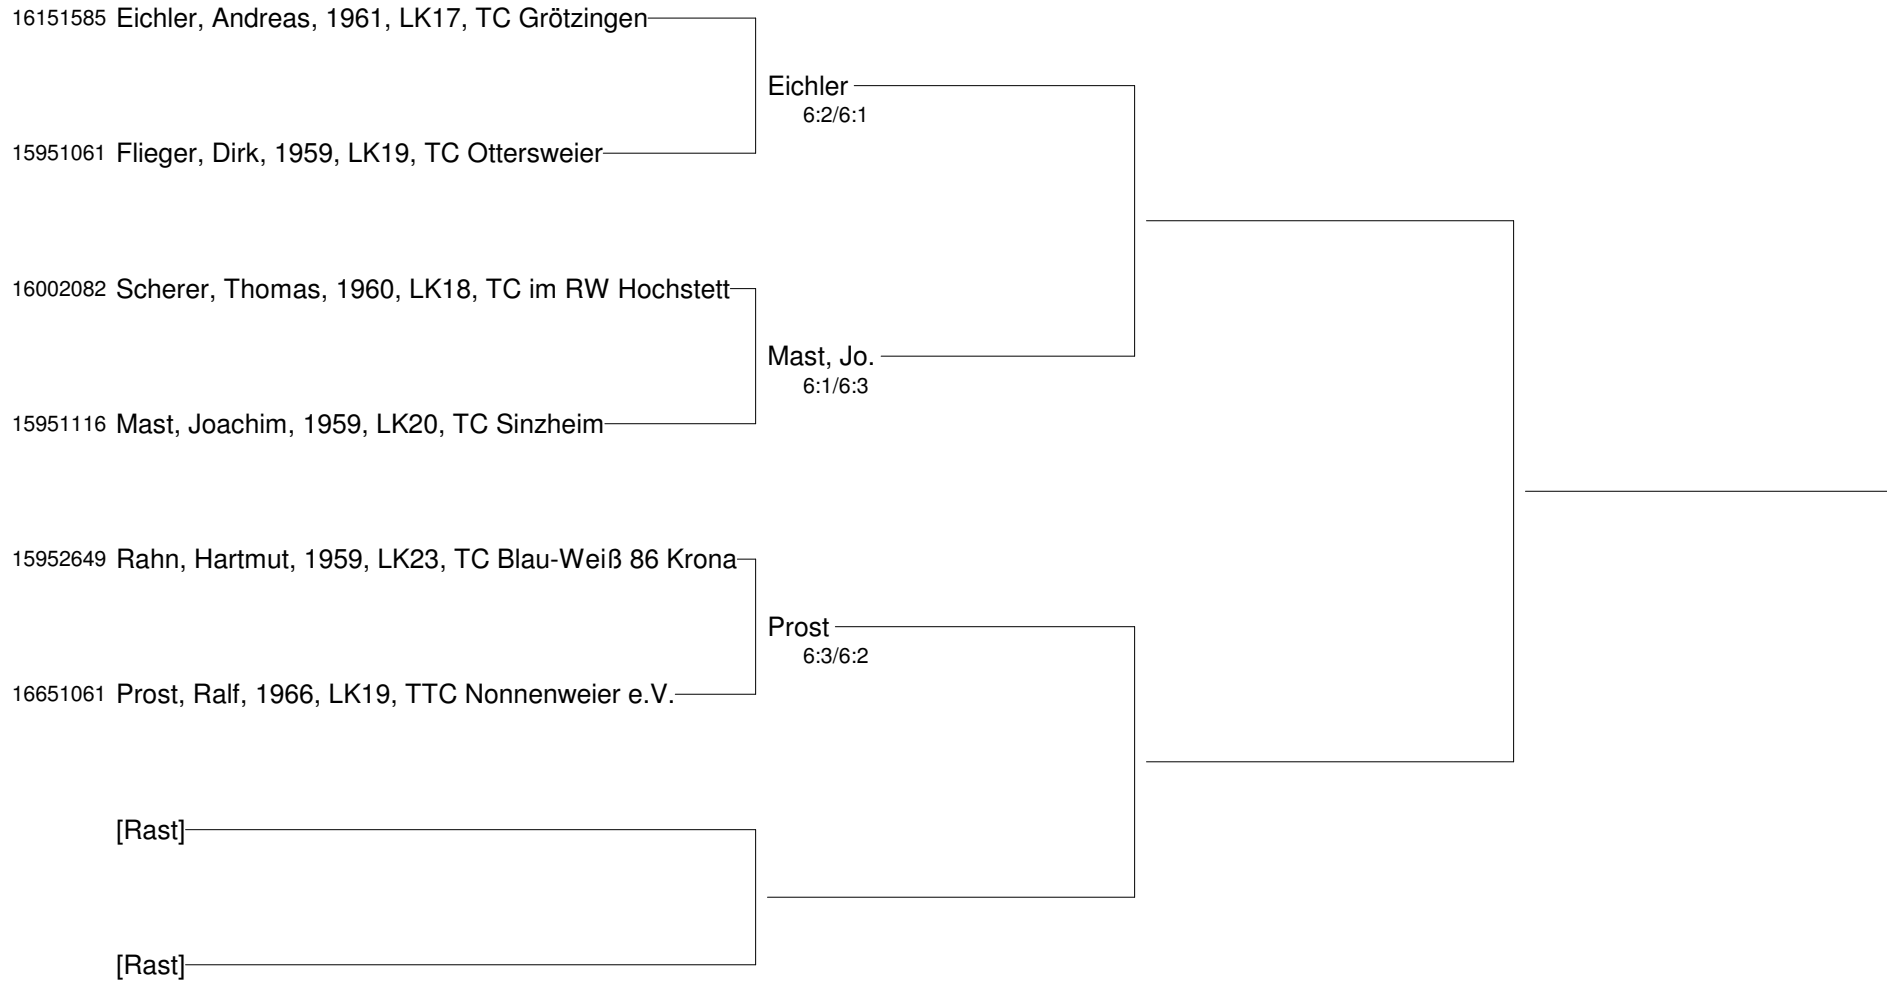 16151585 Eichler, Andreas, 1961, LK17, TC Grötzingen
Eichler
6:2/6:1
15951061 Flieger, Dirk, 1959, LK19, TC Ottersweier
16002082 Scherer, Thomas, 1960, LK18, TC im RW Hochstett
Mast, Jo.
6:1/6:3
15951116 Mast, Joachim, 1959, LK20, TC Sinzheim
15952649 Rahn, Hartmut, 1959, LK23, TC Blau-Weiß 86 Krona
Prost
6:3/6:2
16651061 Prost, Ralf, 1966, LK19, TTC Nonnenweier e.V.
[Rast]
[Rast]